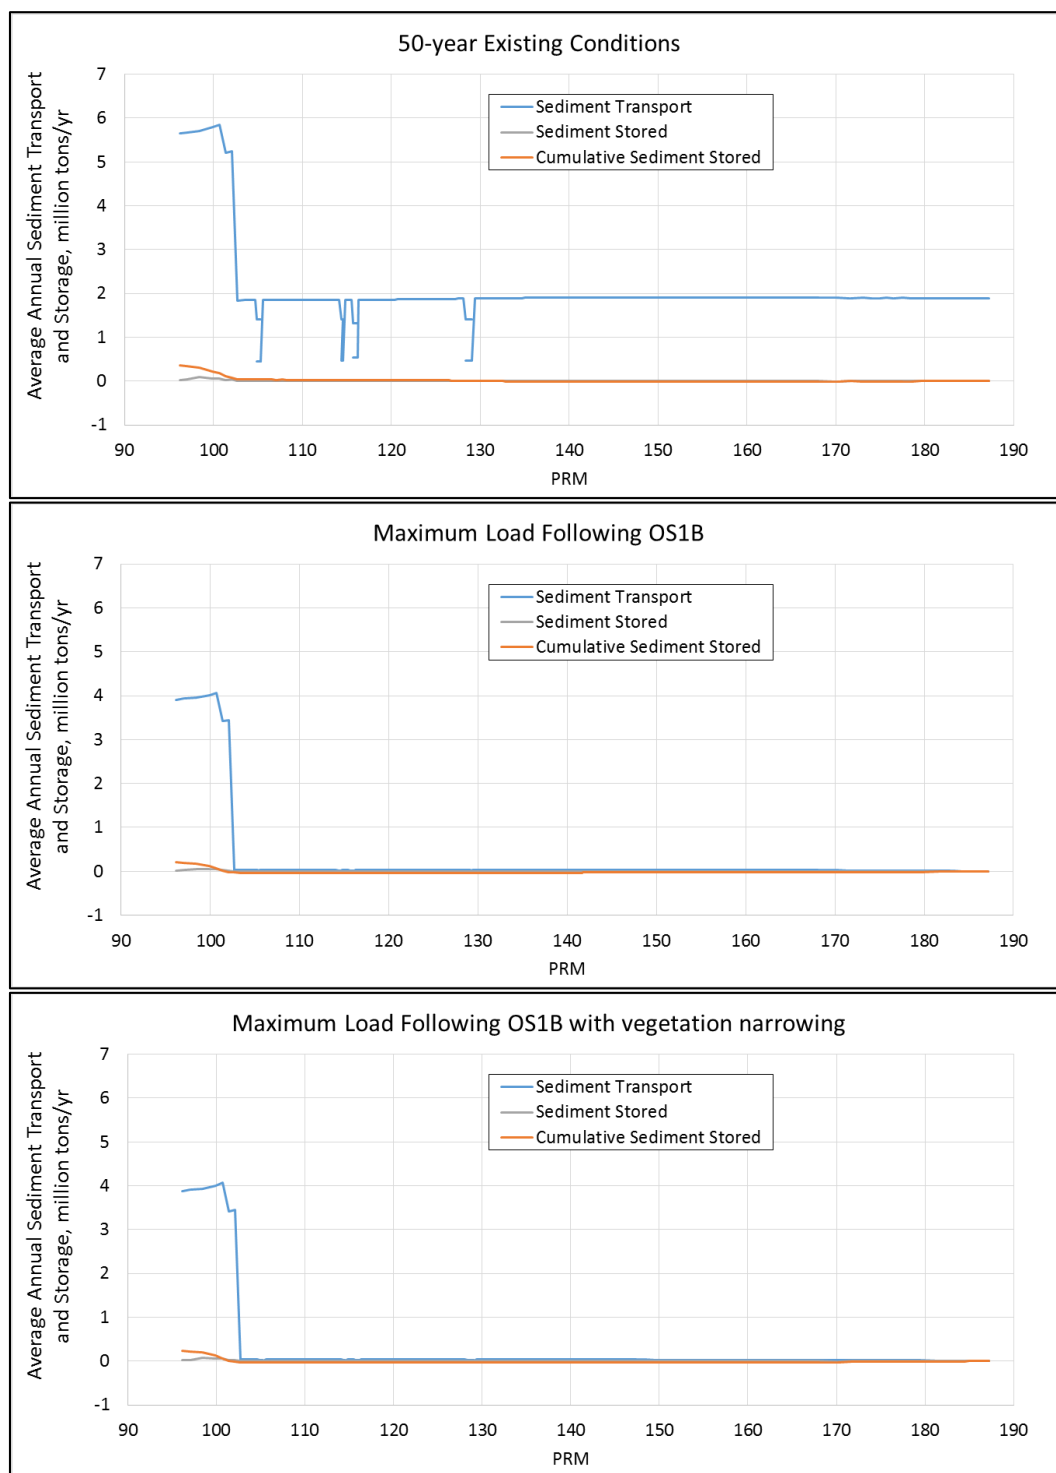 50-year Existing Conditions
Average Annual Sediment Transport
and Storage, million tons/yr
7
6
5
4
3
2
1
0
-1
Sediment Transport
Sediment Stored
Cumulative Sediment Stored
90 100 110 120 130 140 150 160 170 180 190
PRM
Maximum Load Following OS1B
Average Annual Sediment Transport
and Storage, million tons/yr
7
6
5
4
3
2
1
0
-1
Sediment Transport
Sediment Stored
Cumulative Sediment Stored
90 100 110 120 130 140 150 160 170 180 190
PRM
Maximum Load Following OS1B with vegetation narrowing
Average Annual Sediment Transport
and Storage, million tons/yr
7
6
5
4
3
2
1
0
-1
Sediment Transport
Sediment Stored
Cumulative Sediment Stored
90 100 110 120 130 140 150 160 170 180 190
PRM